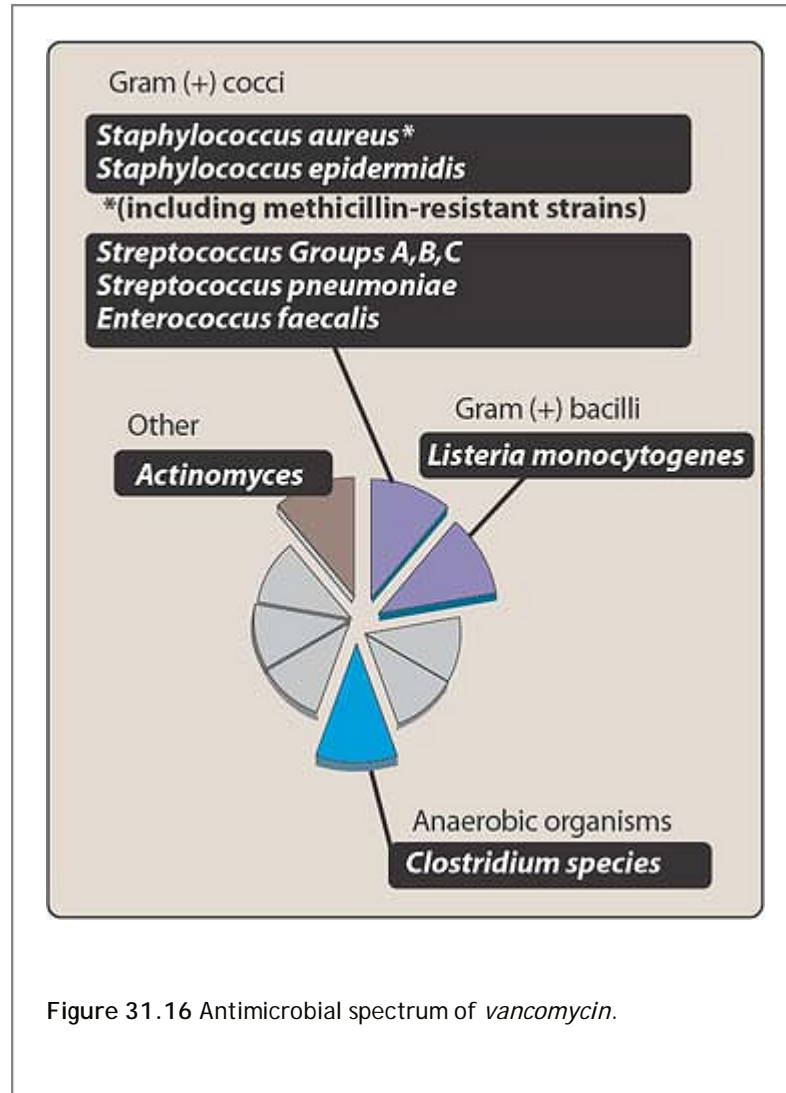 Gram (+) cocci
Staphylococcus aureus*
Staphylococcus epidermidis
*(including methicillin-resistant strains)
Streptococcus Groups A,B,C
Streptococcus pneumoniae
Enterococcus faecalis
Other
Actinomyces
Gram (+) bacilli
Listeria monocytogenes
Anaerobic organisms
Clostridium species
Figure 31.16 Antimicrobial spectrum of vancomycin.